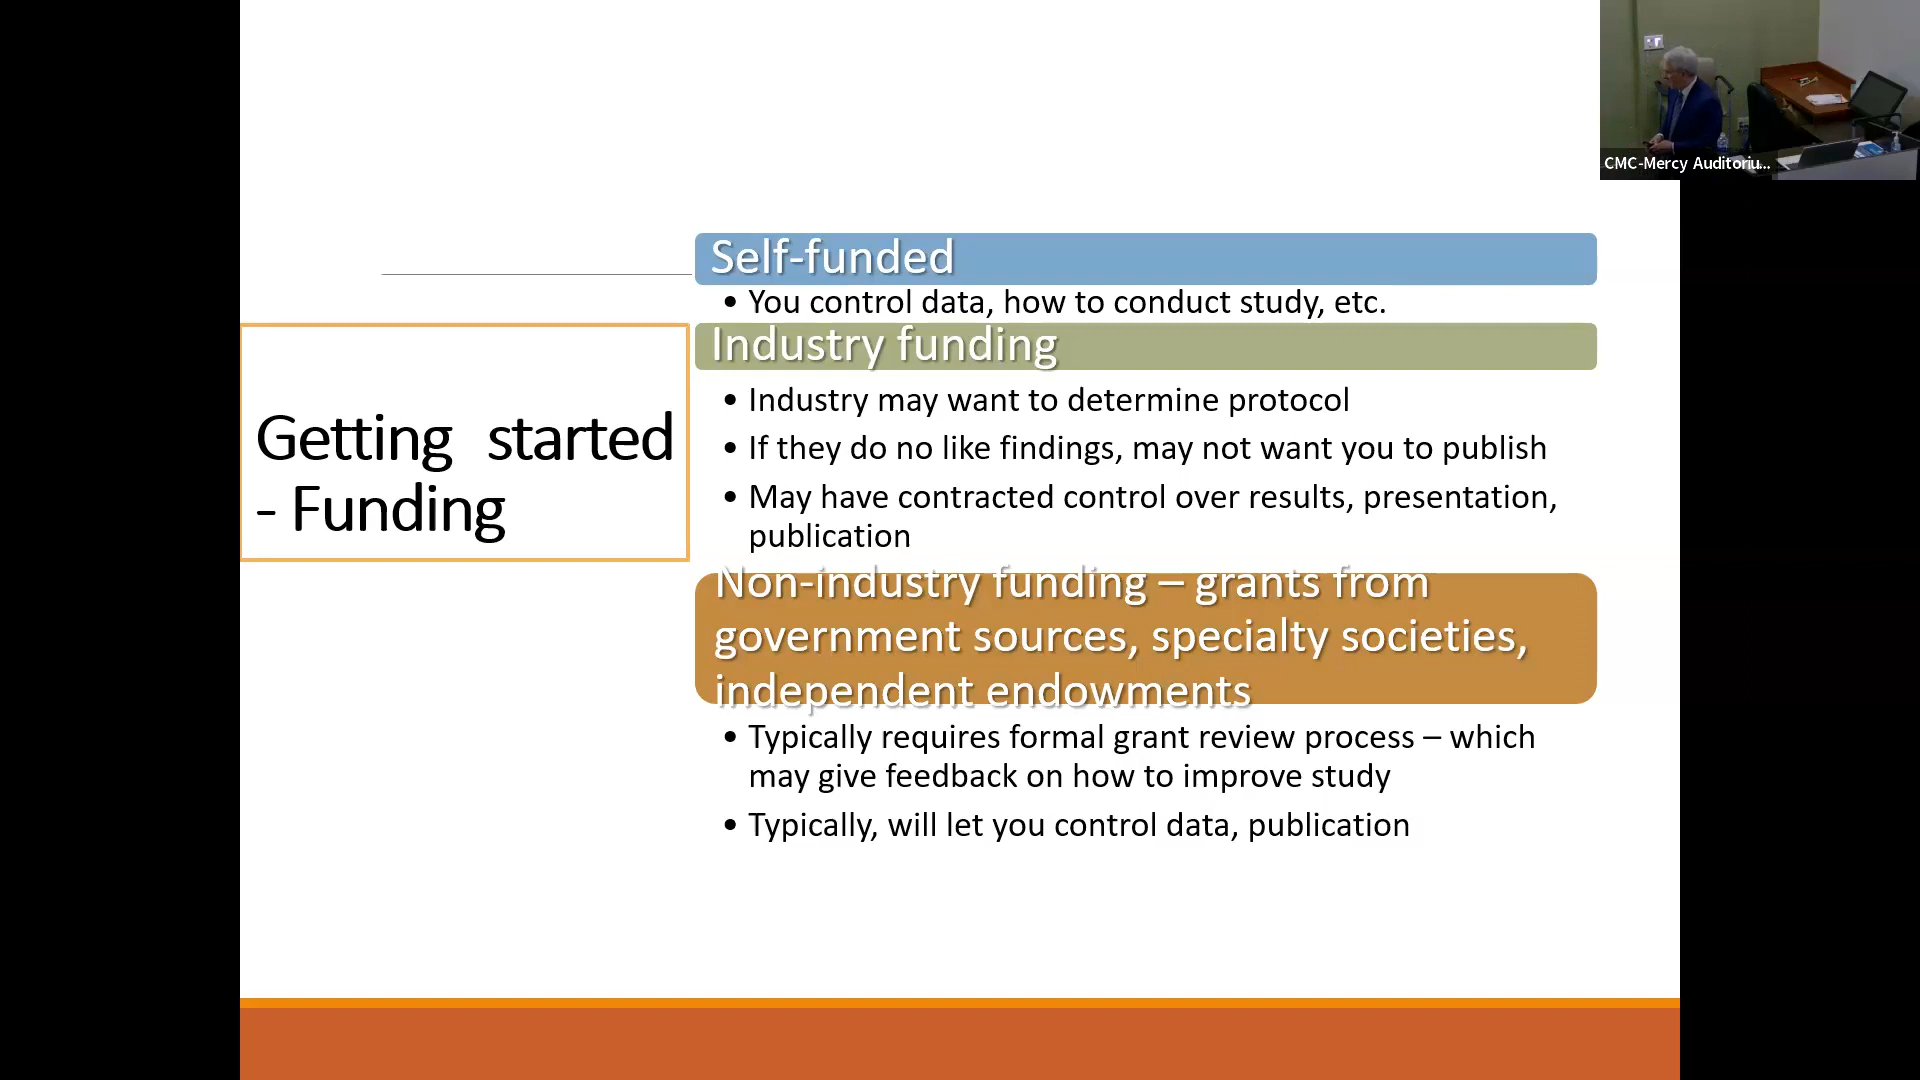 Getting started
- Funding
Self-funded
• You control data, how to conduct study, etc.
Industry funding
• Industry may want to determine protocol
• If they do no like findings, may not want you to publish
• May have contracted control over results, presentation,
publication
Non-industry funding – grants from
government sources, specialty societies,
independent endowments
• Typically requires formal grant review process – which
may give feedback on how to improve study
• Typically, will let you control data, publication
CMC-Mercy Auditoriu...